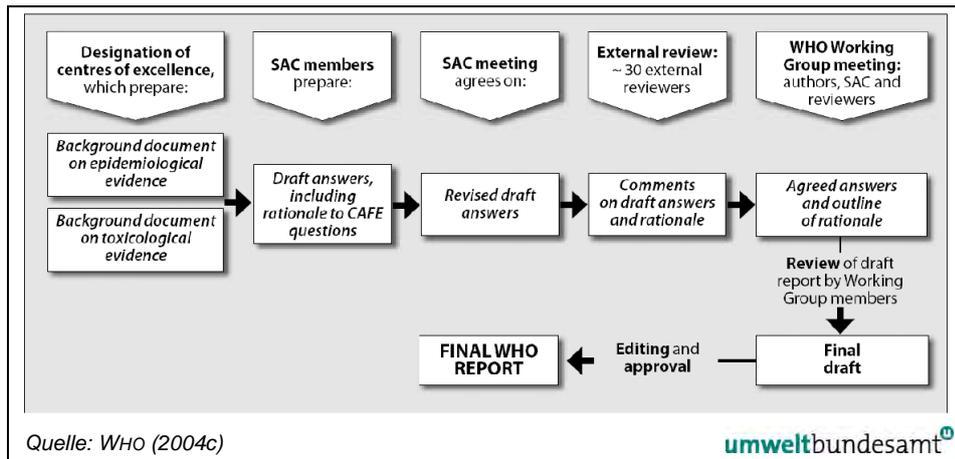 Designation of
centres of excellence,
which prepare:
SAC members
prepare:
SAC meeting
agrees on:
External review:
~ 30 external
reviewers
WHO Working
Group meeting:
authors, SAC and
reviewers
Background document
on epidemiological
evidence
Background document
on toxicological
evidence
Draft answers,
including
rationale to CAFE
questions
Revised draft
answers
Comments
on draft answers
and rationale
Agreed answers
and outline
of rationale
Review of draft
report by Working
Group members
Final
draft
Editing and
approval
FINAL WHO
REPORT
Quelle: WHO (2004c)
umweltbundesamt